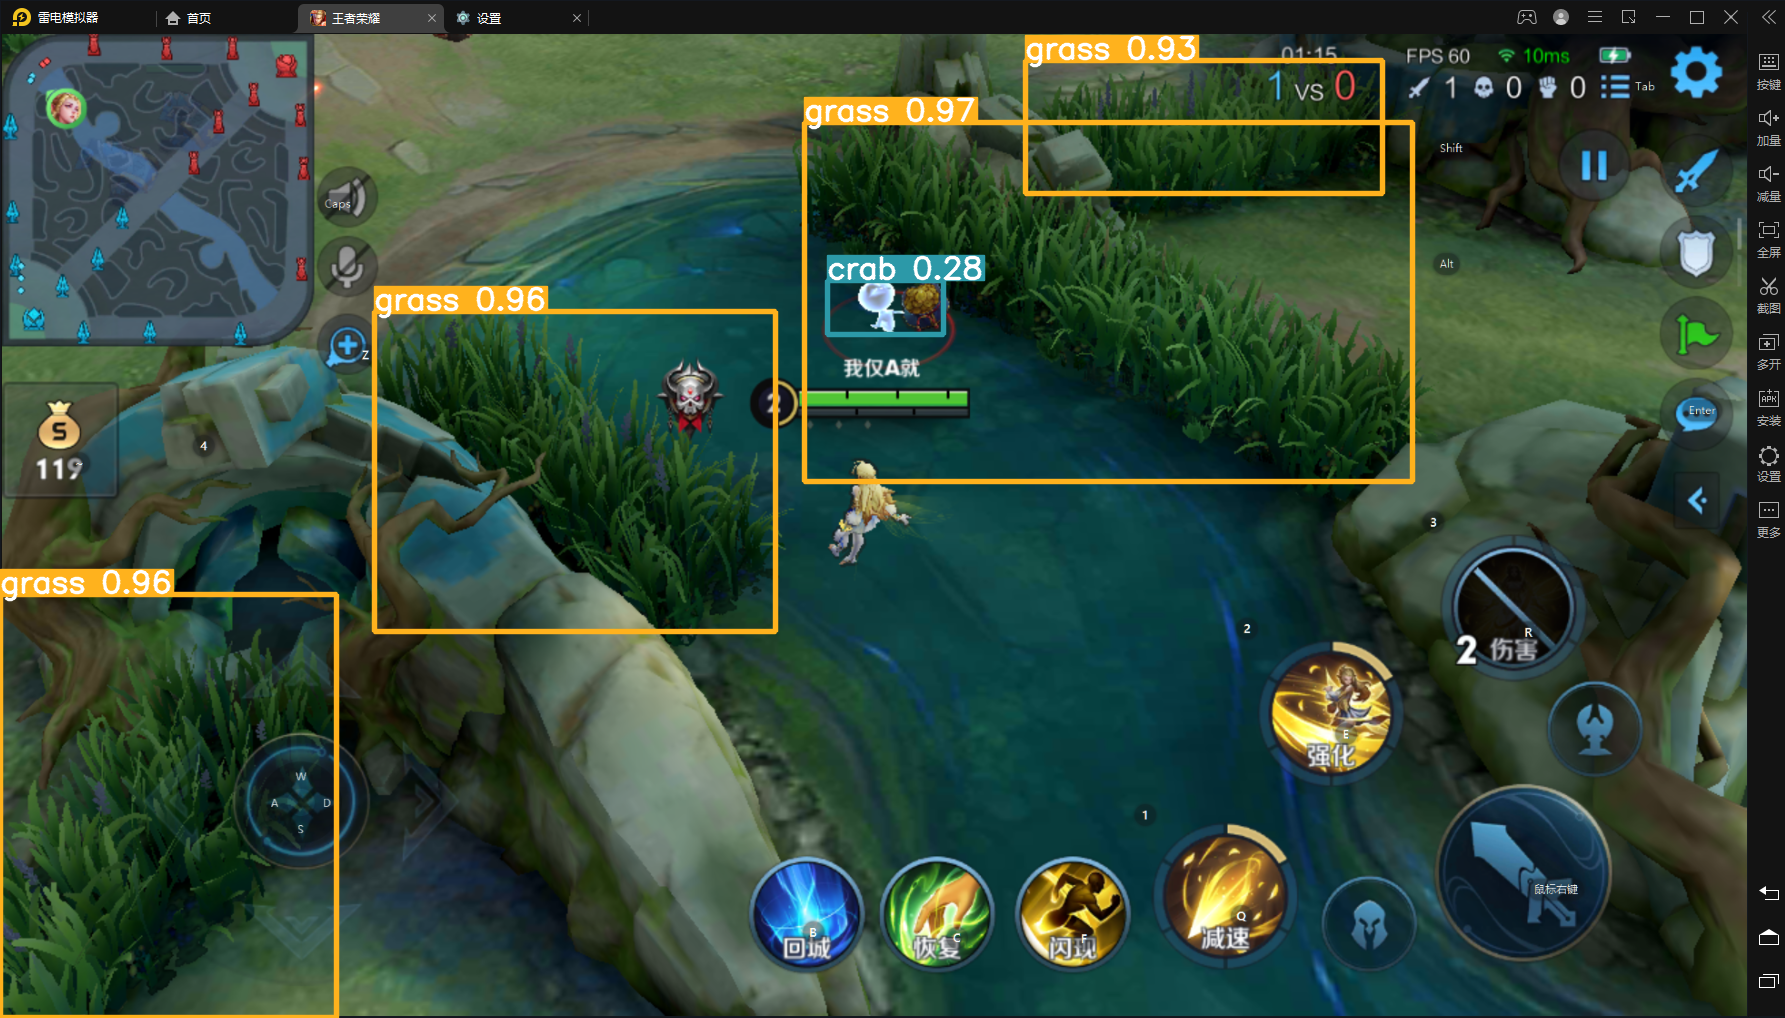 雷电模拟器
首页
王者荣耀
设置
grass 0.93
01:15
1 VS 0
FPS 60
10ms
1
0
0
Tab
按键
加量
减量
全屏
截图
多开
安装
设置
更多
APK
grass 0.97
Shift
Caps
Alt
crab 0.28
grass 0.96
Z
我仅A就
2
Enter
S
119
4
3
grass 0.96
2
R
2 伤害
W
A
D
S
E
强化
1
B
回城
C
恢复
F
闪现
Q
减速
鼠标右键